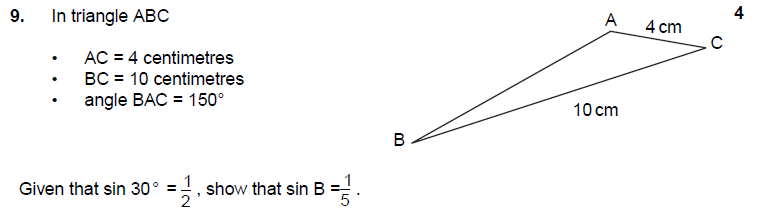 9. In triangle ABC
4
• AC = 4 centimetres
• BC = 10 centimetres
• angle BAC = 150°
A
4 cm
C
10 cm
B
Given that sin 30° = 1/2 , show that sin B = 1/5 .